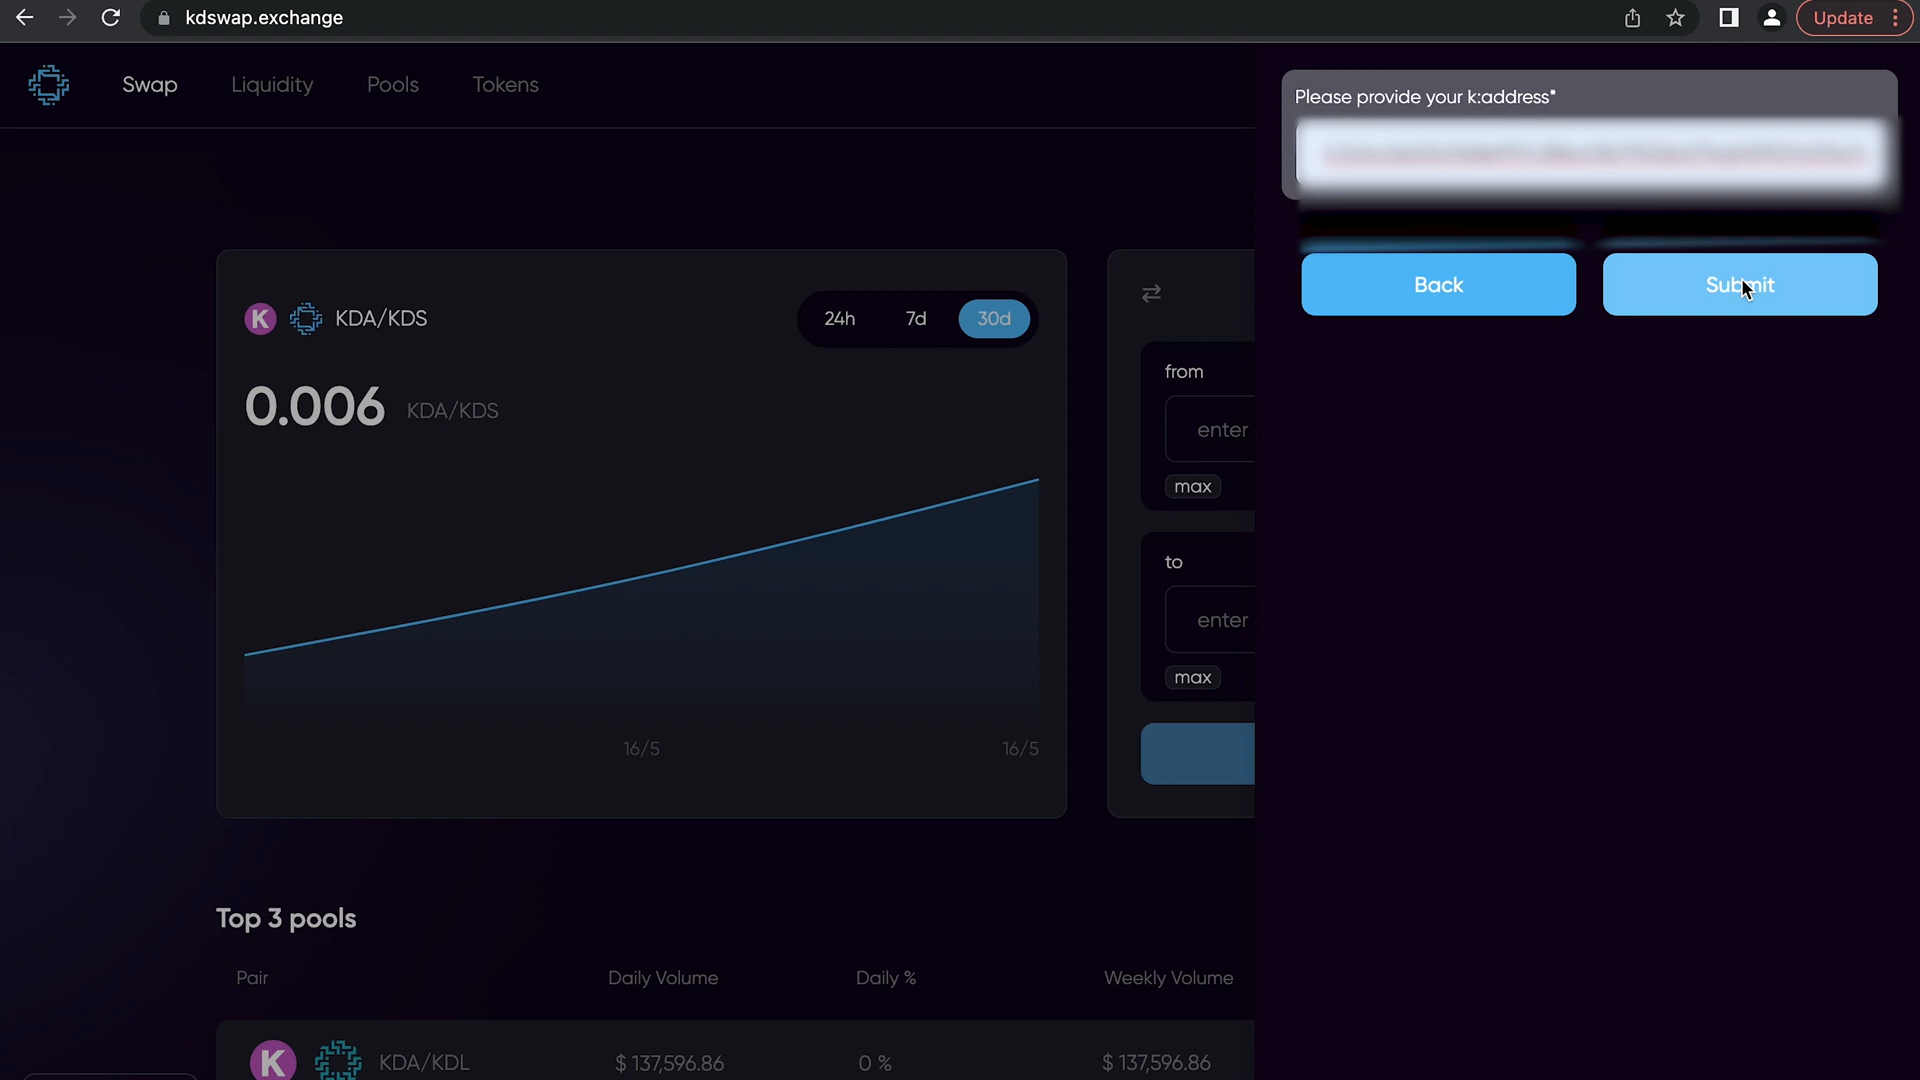 kdswap.exchange
Update
Swap
Liquidity
Pools
Tokens
Please provide your k:address*
Back
Submit
K
KDA/KDS
24h
7d
30d
0.006 KDA/KDS
16/5
16/5
from
enter
max
to
enter
max
Top 3 pools
Pair
Daily Volume
Daily %
Weekly Volume
K
KDA/KDL
$ 137,596.86
0 %
$ 137,596.86